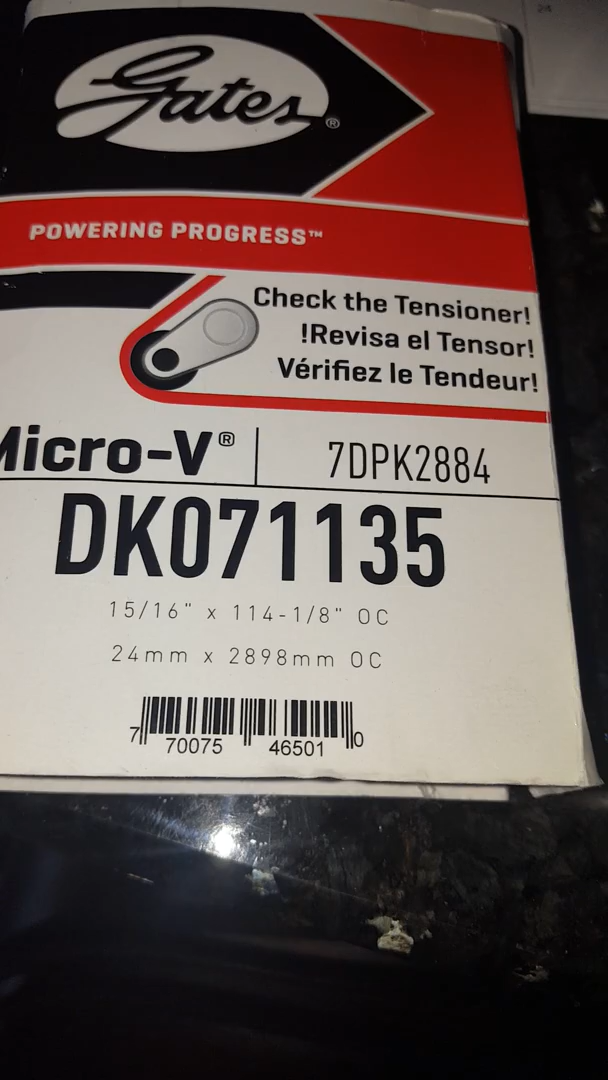 24
Gates®
POWERING PROGRESS™
Check the Tensioner!
!Revisa el Tensor!
Vérifiez le Tendeur!
Micro-V® 7DPK2884
DK071135
15/16" x 114-1/8" OC
24mm x 2898mm OC
7 70075 46501 0